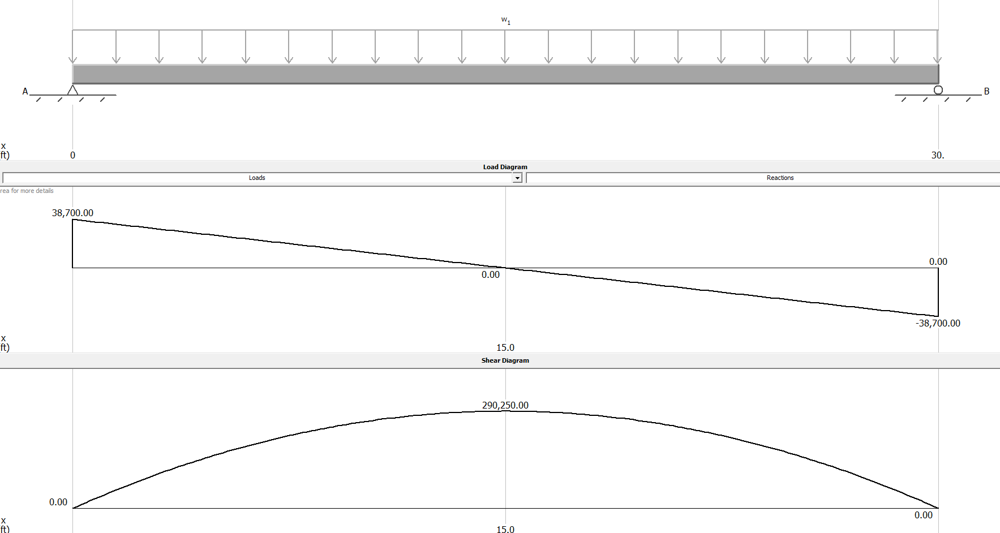 w1
A
B
x
ft)
0
30.
Load Diagram
Loads
Reactions
rea for more details
38,700.00
0.00
0.00
-38,700.00
x
ft)
15.0
Shear Diagram
290,250.00
0.00
0.00
x
ft)
15.0